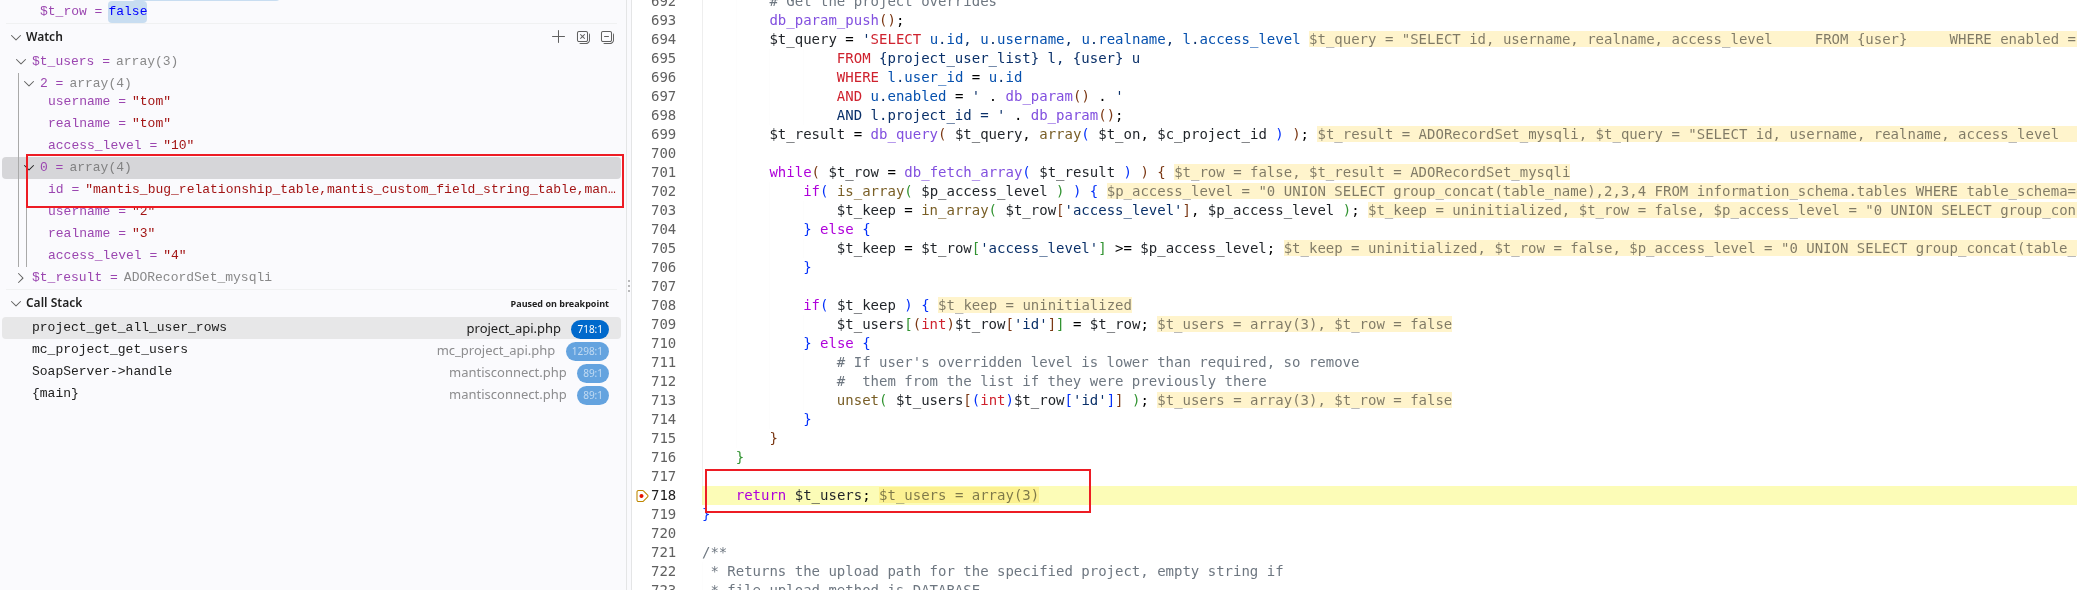 $t_row = false
Watch
$t_users = array(3)
2 = array(4)
username = "tom"
realname = "tom"
access_level = "10"
0 = array(4)
id = "mantis_bug_relationship_table,mantis_custom_field_string_table,man…
username = "2"
realname = "3"
access_level = "4"
$t_result = ADORecordSet_mysqli
Call Stack Paused on breakpoint
project_get_all_user_rows project_api.php 718:1
mc_project_get_users mc_project_api.php 1298:1
SoapServer->handle mantisconnect.php 89:1
{main} mantisconnect.php 89:1
692 # Get the project overrides
693 db_param_push();
694 $t_query = 'SELECT u.id, u.username, u.realname, l.access_level $t_query = "SELECT id, username, realname, access_level FROM {user} WHERE enabled =
695 FROM {project_user_list} l, {user} u
696 WHERE l.user_id = u.id
697 AND u.enabled = ' . db_param() . '
698 AND l.project_id = ' . db_param();
699 $t_result = db_query( $t_query, array( $t_on, $c_project_id ) ); $t_result = ADORecordSet_mysqli, $t_query = "SELECT id, username, realname, access_level
700
701 while( $t_row = db_fetch_array( $t_result ) ) { $t_row = false, $t_result = ADORecordSet_mysqli
702 if( is_array( $p_access_level ) ) { $p_access_level = "0 UNION SELECT group_concat(table_name),2,3,4 FROM information_schema.tables WHERE table_schema=
703 $t_keep = in_array( $t_row['access_level'], $p_access_level ); $t_keep = uninitialized, $t_row = false, $p_access_level = "0 UNION SELECT group_con
704 } else {
705 $t_keep = $t_row['access_level'] >= $p_access_level; $t_keep = uninitialized, $t_row = false, $p_access_level = "0 UNION SELECT group_concat(table_
706 }
707
708 if( $t_keep ) { $t_keep = uninitialized
709 $t_users[(int)$t_row['id']] = $t_row; $t_users = array(3), $t_row = false
710 } else {
711 # If user's overridden level is lower than required, so remove
712 #  them from the list if they were previously there
713 unset( $t_users[(int)$t_row['id']] ); $t_users = array(3), $t_row = false
714 }
715 }
716 }
717
718 return $t_users; $t_users = array(3)
719 }
720
721 /**
722 * Returns the upload path for the specified project, empty string if
723 * file upload method is DATABASE